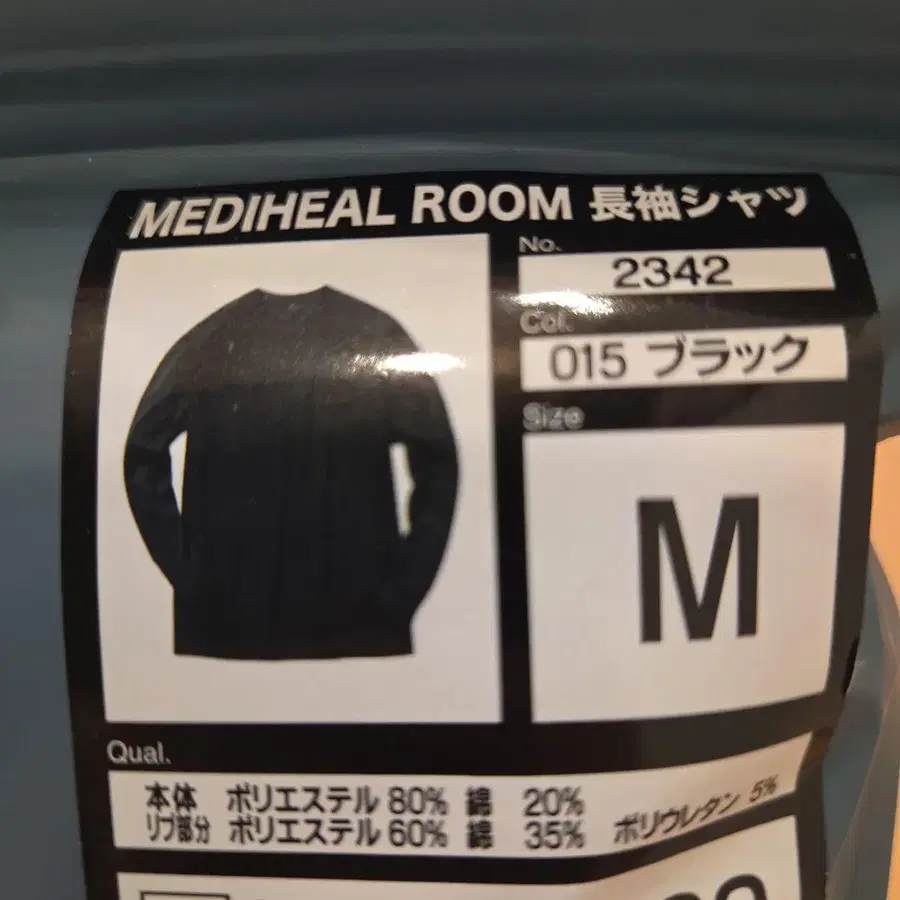 MEDIHEAL ROOM 長袖シャツ
No.
2342
Col.
015 ブラック
Size
M
Qual.
本体 ポリエステル 80% 綿 20%
リブ部分 ポリエステル 60% 綿 35% ポリウレタン 5%